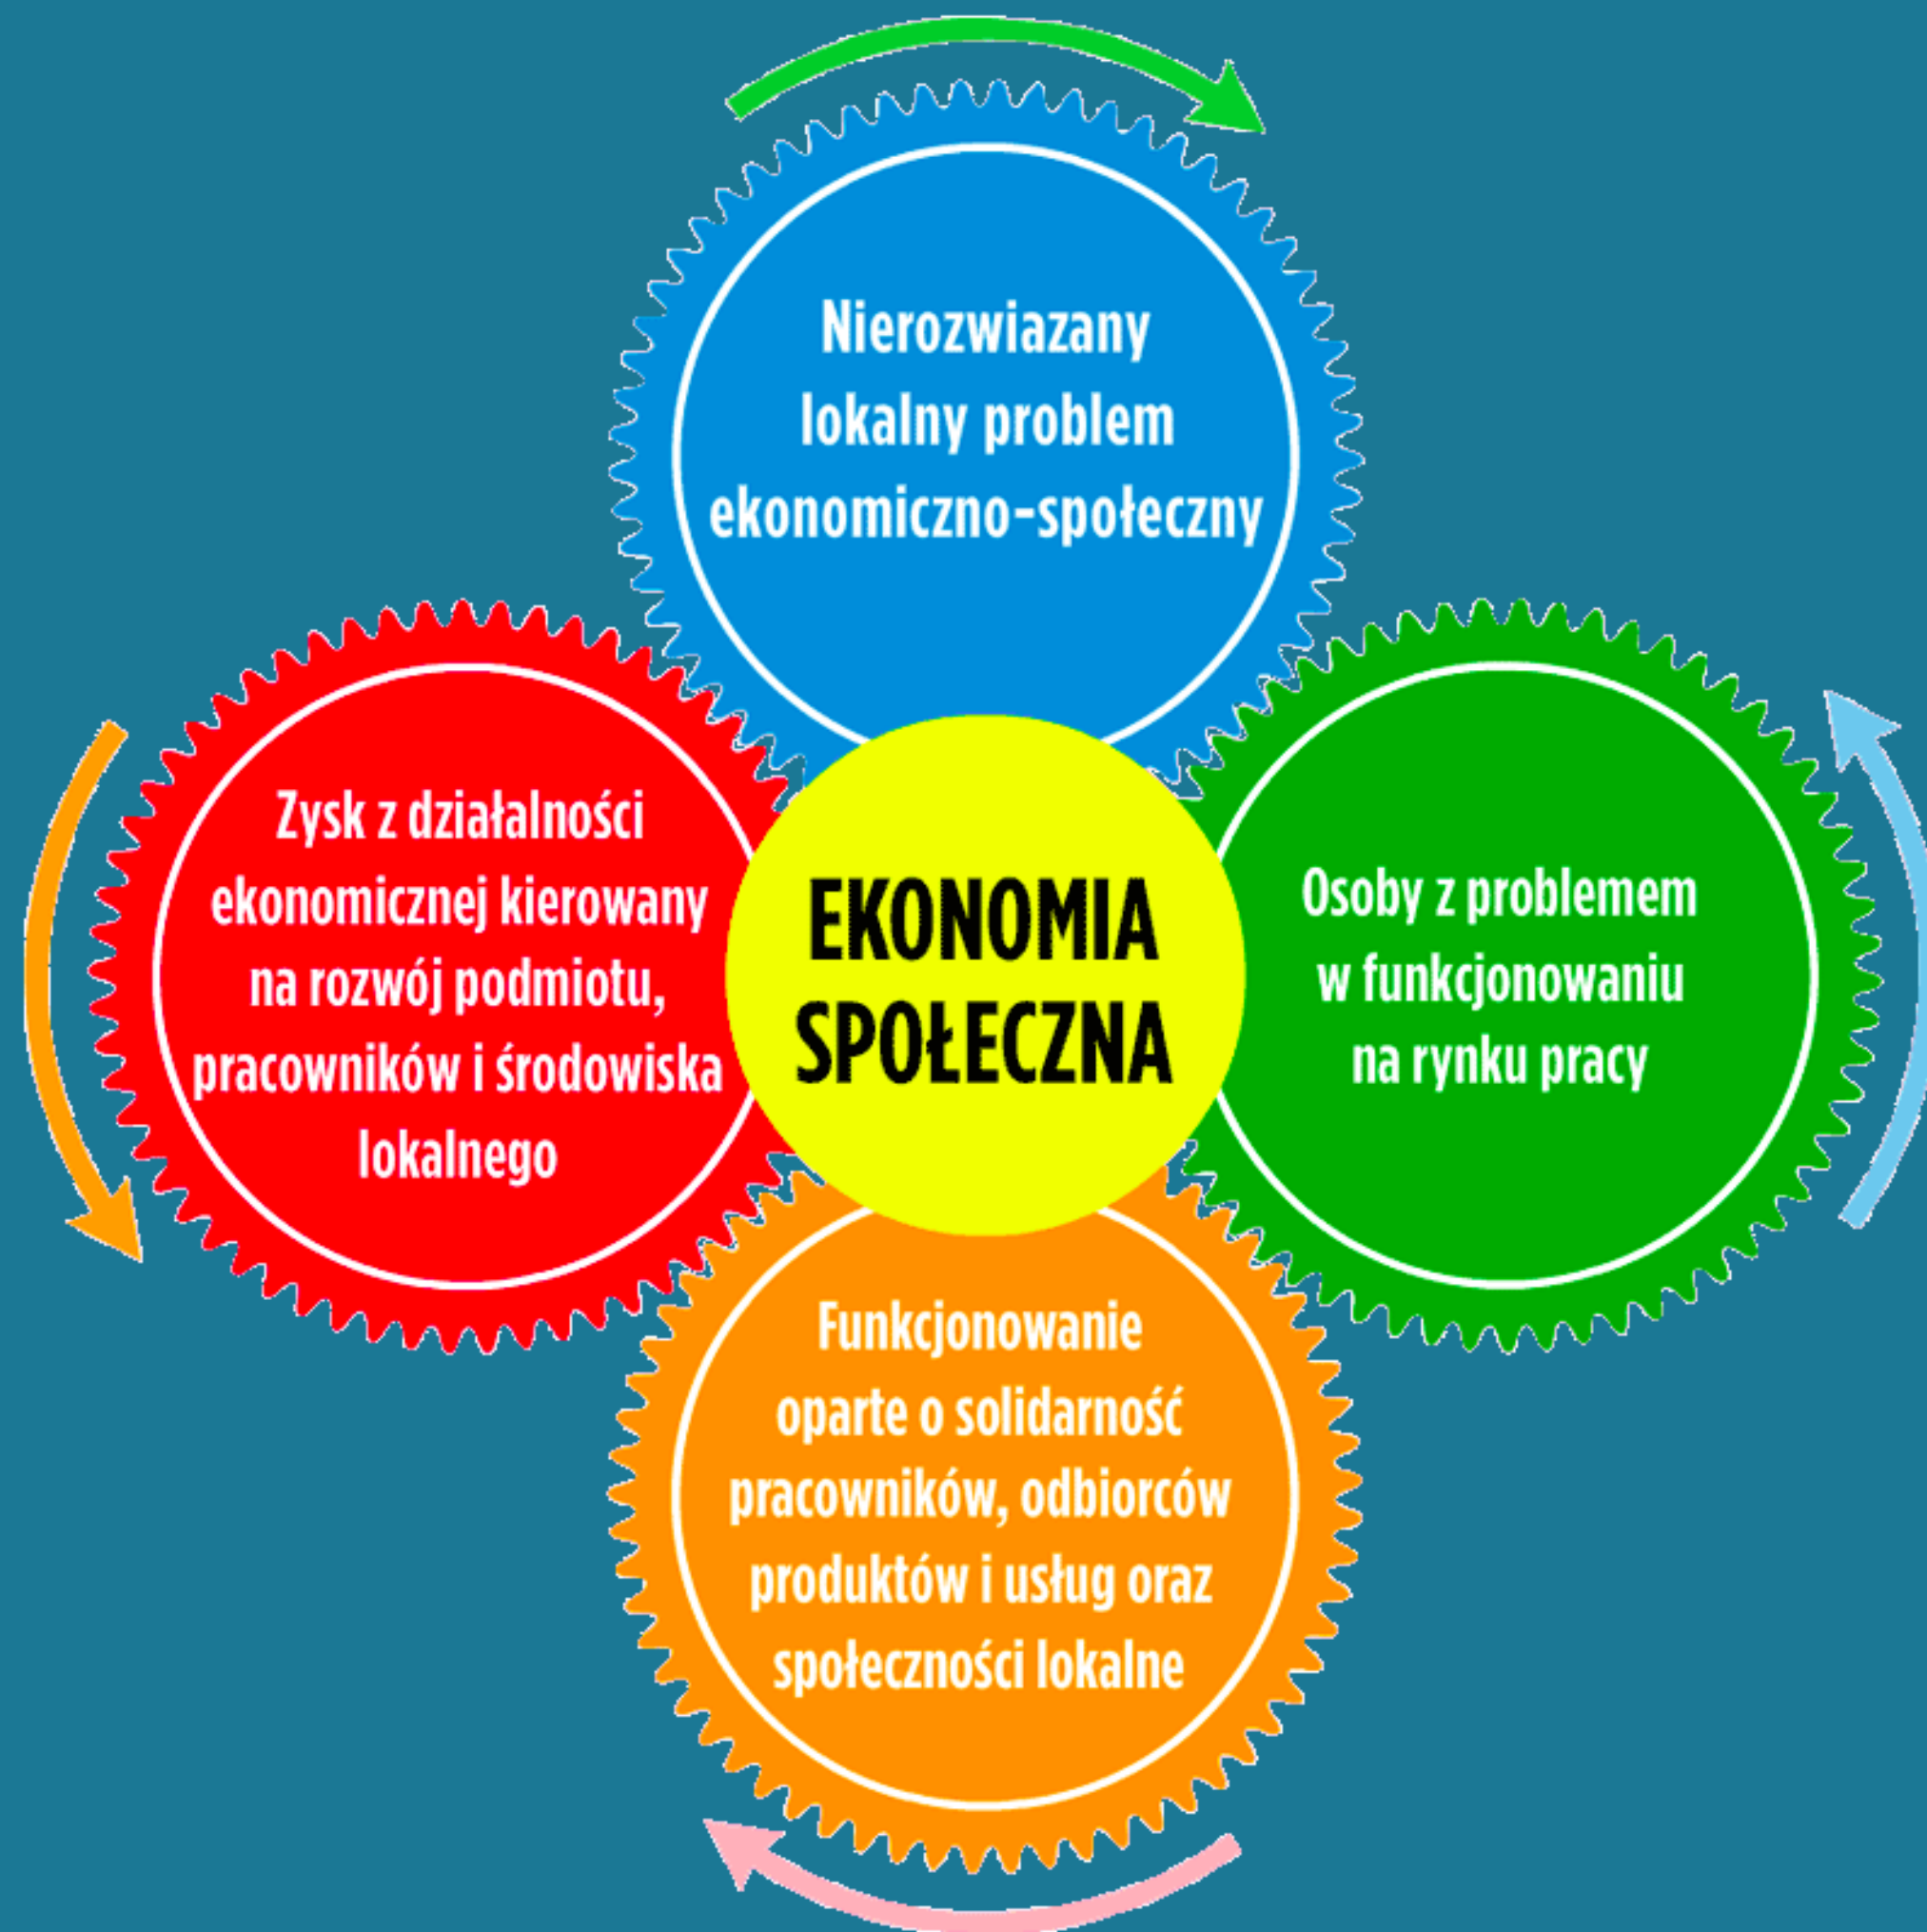 Nierozwiazany
lokalny problem
ekonomiczno-społeczny
Zysk z działalności
ekonomicznej kierowany
na rozwój podmiotu,
pracowników i środowiska
lokalnego
EKONOMIA
SPOŁECZNA
Osoby z problemem
w funkcjonowaniu
na rynku pracy
Funkcjonowanie
oparte o solidarność
pracowników, odbiorców
produktów i usług oraz
społeczności lokalne